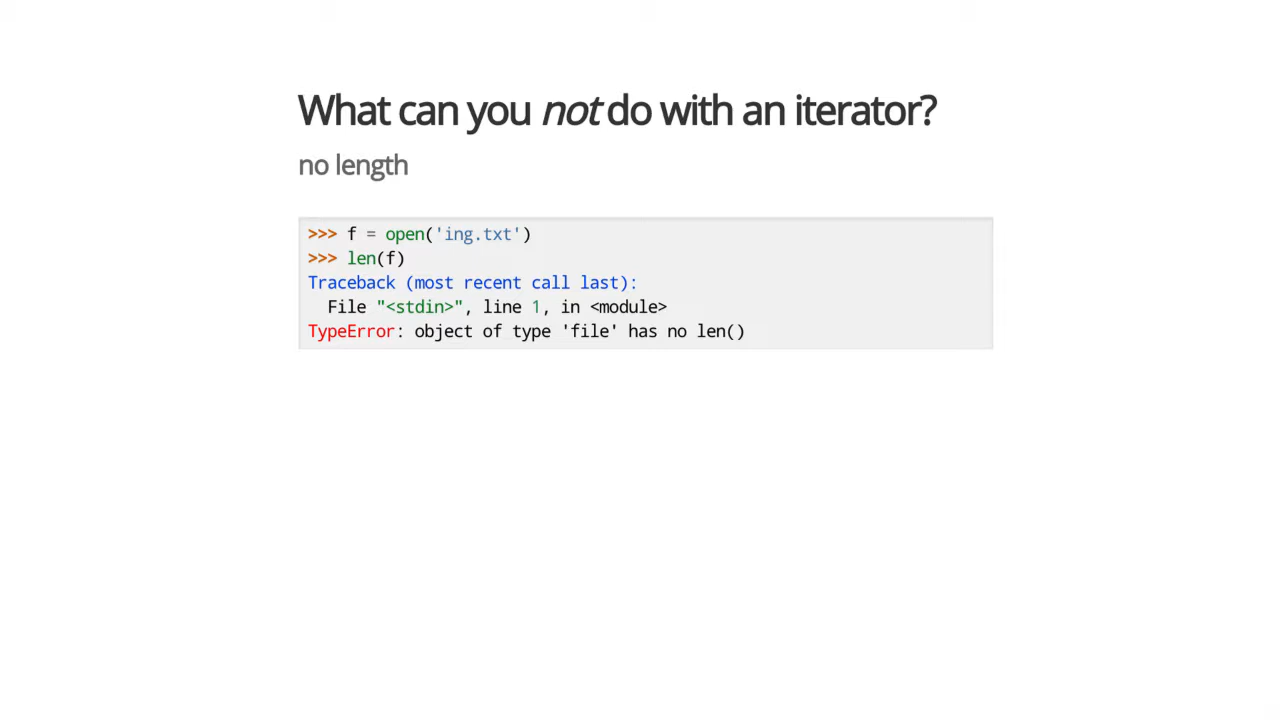 What can you not do with an iterator?
no length
>>> f = open('ing.txt')
>>> len(f)
Traceback (most recent call last):
  File "<stdin>", line 1, in <module>
TypeError: object of type 'file' has no len()